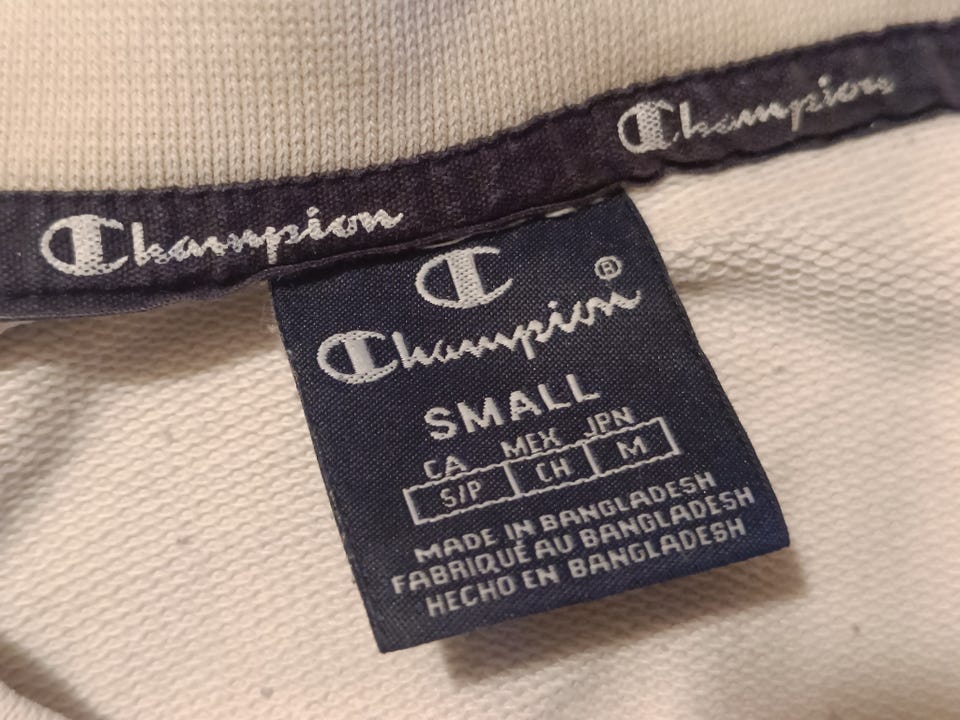 Champion
Champion
Champion®
SMALL
CA MEX JPN
S/P CH M
MADE IN BANGLADESH
FABRIQUÉ AU BANGLADESH
HECHO EN BANGLADESH